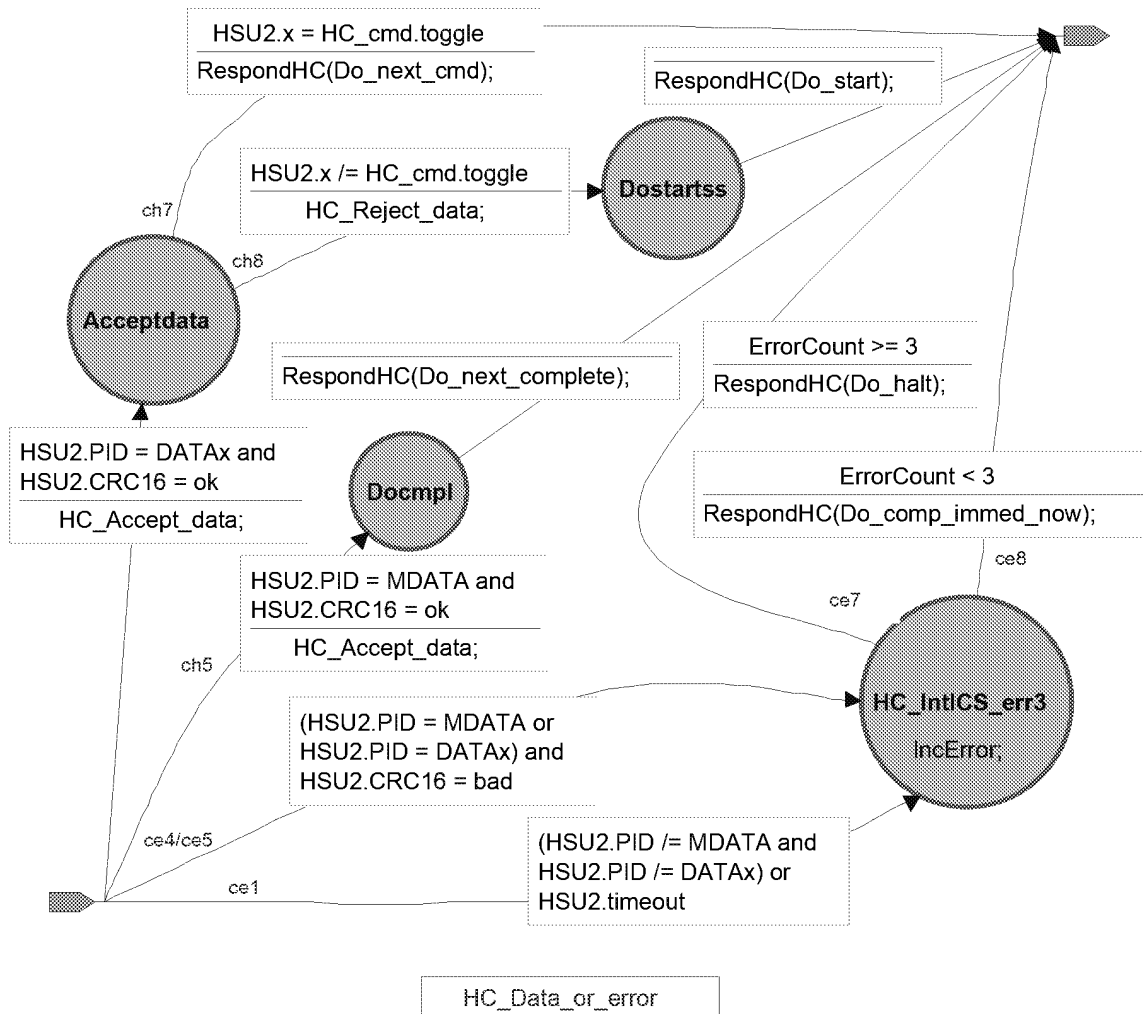 HSU2.x = HC_cmd.toggle
RespondHC(Do_next_cmd);
RespondHC(Do_start);
HSU2.x /= HC_cmd.toggle
HC_Reject_data;
Dostartss
ch7
ch8
Acceptdata
ErrorCount >= 3
RespondHC(Do_halt);
RespondHC(Do_next_complete);
HSU2.PID = DATAx and
HSU2.CRC16 = ok
HC_Accept_data;
Docmpl
ErrorCount < 3
RespondHC(Do_comp_immed_now);
ce8
HSU2.PID = MDATA and
HSU2.CRC16 = ok
HC_Accept_data;
ce7
ch5
(HSU2.PID = MDATA or
HSU2.PID = DATAx) and
HSU2.CRC16 = bad
HC_IntlCS_err3
IncError;
ce4/ce5
(HSU2.PID /= MDATA and
HSU2.PID /= DATAx) or
HSU2.timeout
ce1
HC_Data_or_error